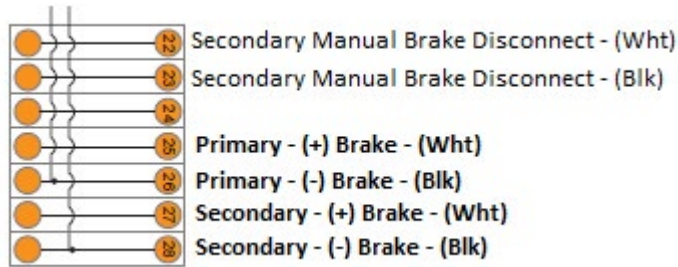 22 Secondary Manual Brake Disconnect - (Wht)
23 Secondary Manual Brake Disconnect - (Blk)
24
25 Primary - (+) Brake - (Wht)
26 Primary - (-) Brake - (Blk)
27 Secondary - (+) Brake - (Wht)
28 Secondary - (-) Brake - (Blk)